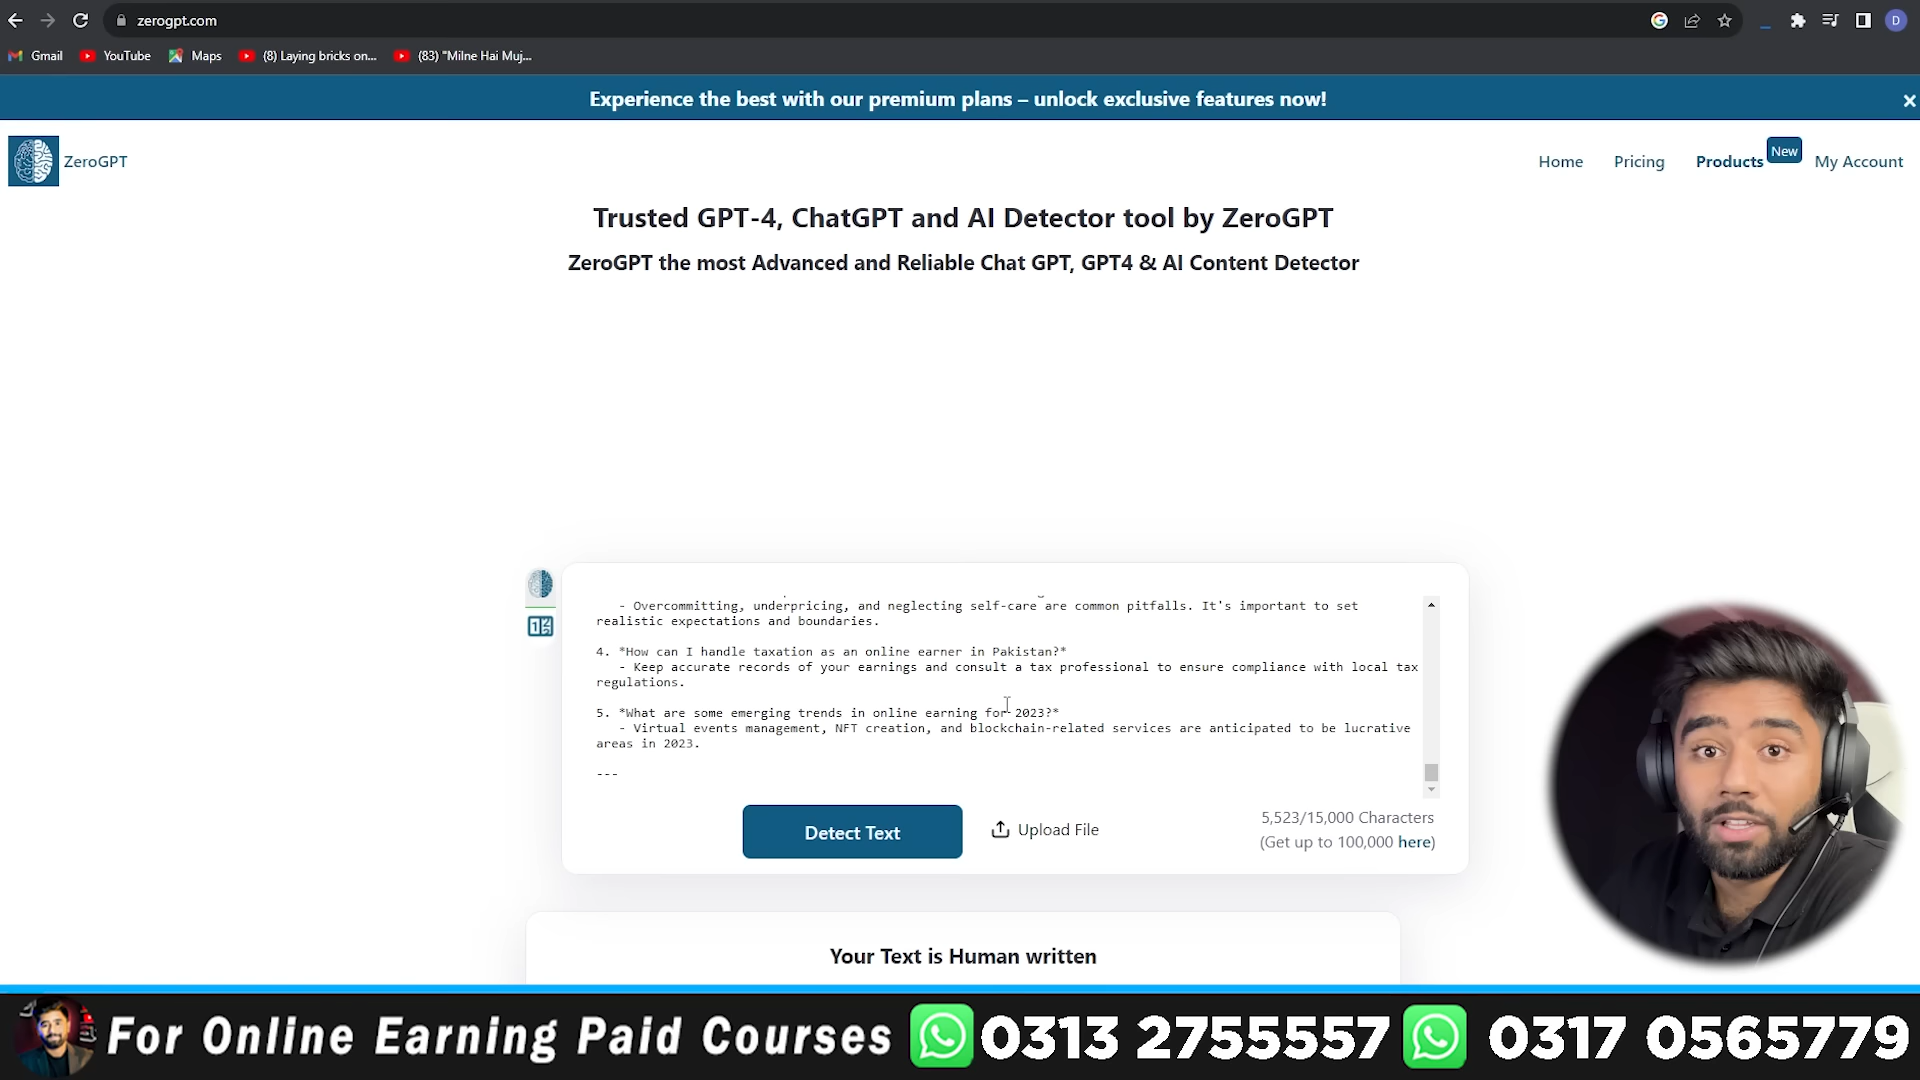 zerogpt.com
D
Gmail
YouTube
Maps
(8) Laying bricks on...
(83) "Milne Hai Muj...
Experience the best with our premium plans – unlock exclusive features now!
ZeroGPT
Home
Pricing
Products
New
My Account
Trusted GPT-4, ChatGPT and AI Detector tool by ZeroGPT
ZeroGPT the most Advanced and Reliable Chat GPT, GPT4 & AI Content Detector
- Overcommitting, underpricing, and neglecting self-care are common pitfalls. It's important to set
realistic expectations and boundaries.
4. *How can I handle taxation as an online earner in Pakistan?*
- Keep accurate records of your earnings and consult a tax professional to ensure compliance with local tax
regulations.
5. *What are some emerging trends in online earning for 2023?*
- Virtual events management, NFT creation, and blockchain-related services are anticipated to be lucrative
areas in 2023.
---
Detect Text
Upload File
5,523/15,000 Characters
(Get up to 100,000 here)
Your Text is Human written
For Online Earning Paid Courses
0313 2755557
0317 0565779